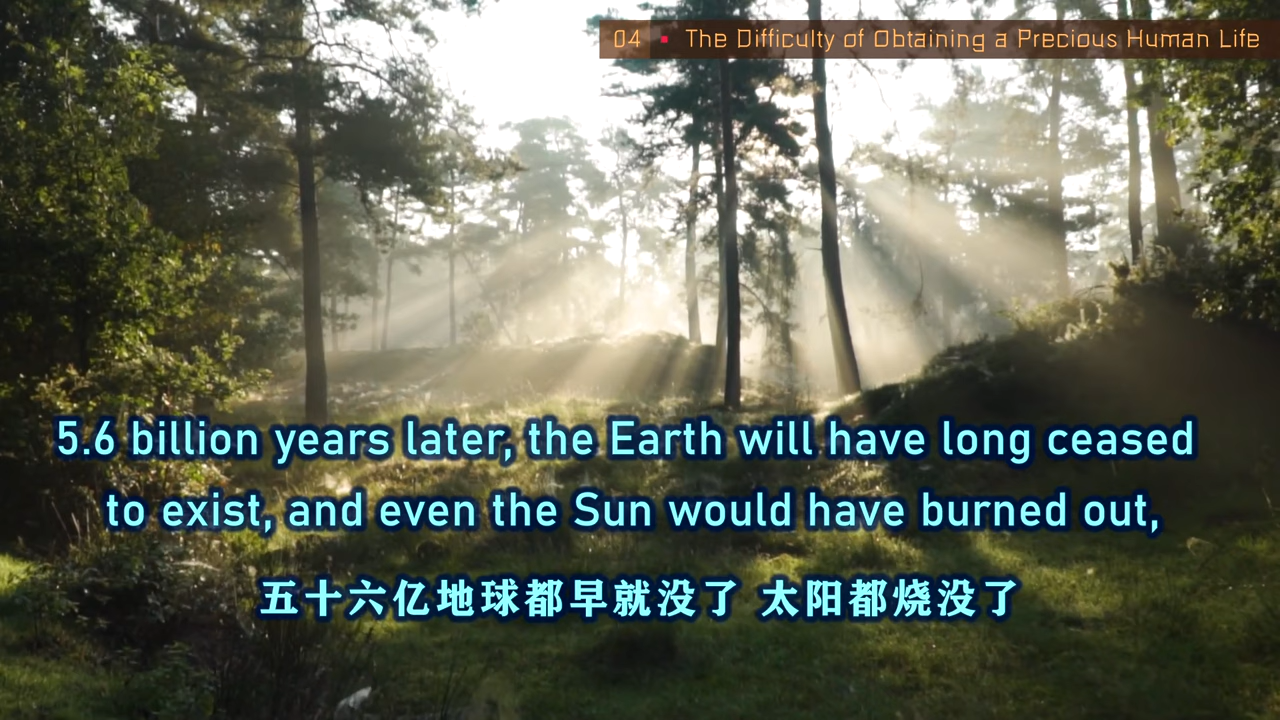 04 ▪ The Difficulty of Obtaining a Precious Human Life
5.6 billion years later, the Earth will have long ceased
to exist, and even the Sun would have burned out,
五十六亿地球都早就没了 太阳都烧没了